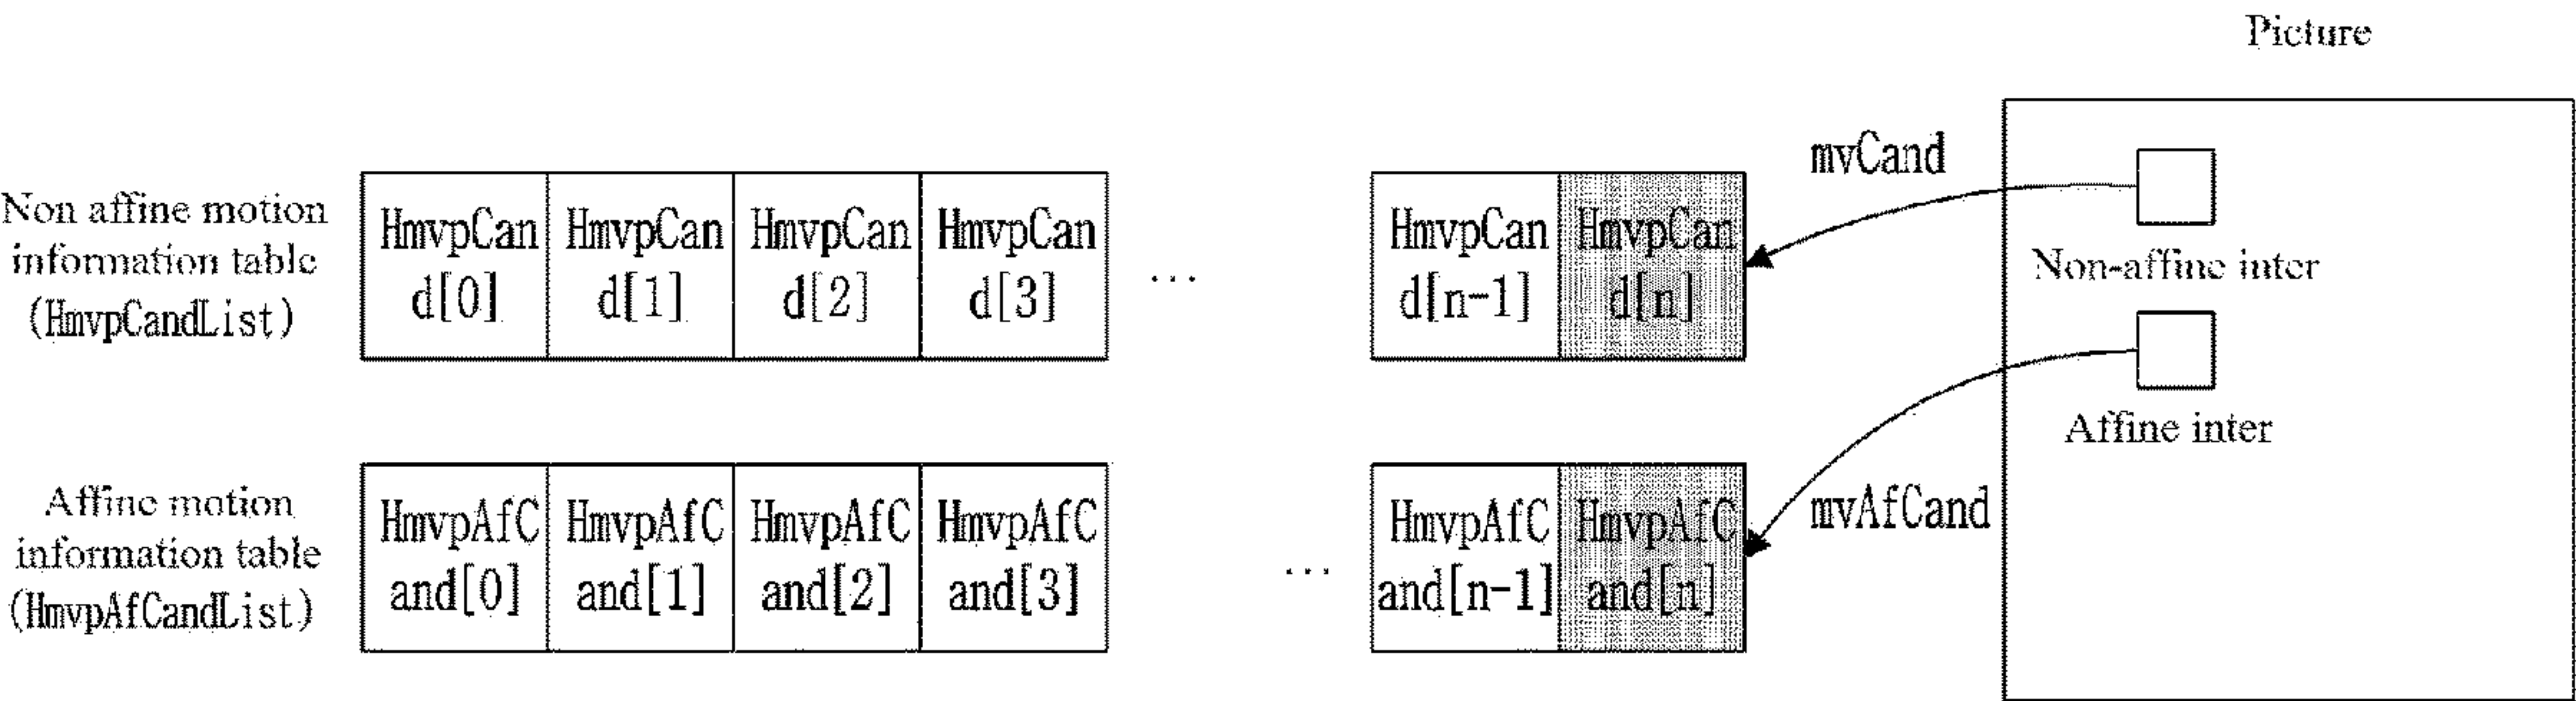 Picture
mvCand
Non affine motion
information table
(HmvpCandList)
HmvpCan
d[0]
HmvpCan
d[1]
HmvpCan
d[2]
HmvpCan
d[3]
...
HmvpCan
d[n-1]
HmvpCan
d[n]
Non-affine inter
Affine inter
Affine motion
information table
(HmvpAfCandList)
HmvpAfC
and[0]
HmvpAfC
and[1]
HmvpAfC
and[2]
HmvpAfC
and[3]
...
HmvpAfC
and[n-1]
HmvpAfC
and[n]
mvAfCand